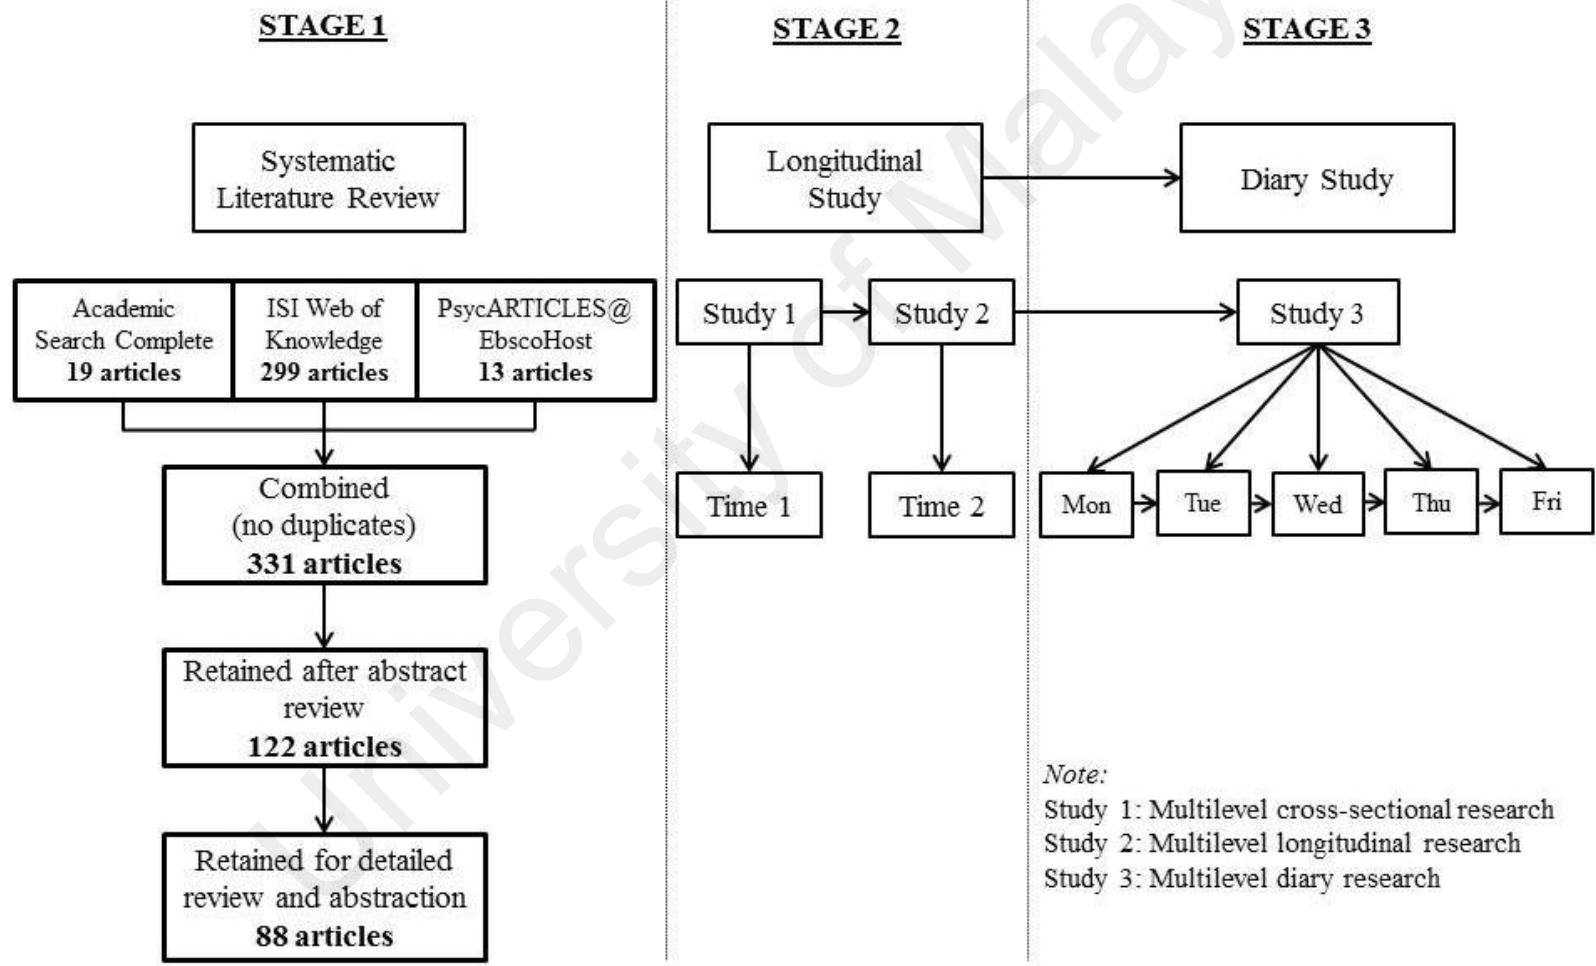 STAGE 1
Systematic
Literature Review
Academic
Search Complete
19 articles
ISI Web of
Knowledge
299 articles
PsycARTICLES@
EbscoHost
13 articles
Combined
(no duplicates)
331 articles
Retained after abstract
review
122 articles
Retained for detailed
review and abstraction
88 articles
STAGE 2
Longitudinal
Study
Study 1
Study 2
Time 1
Time 2
STAGE 3
Diary Study
Study 3
Mon
Tue
Wed
Thu
Fri
Note:
Study 1: Multilevel cross-sectional research
Study 2: Multilevel longitudinal research
Study 3: Multilevel diary research
University of Malay